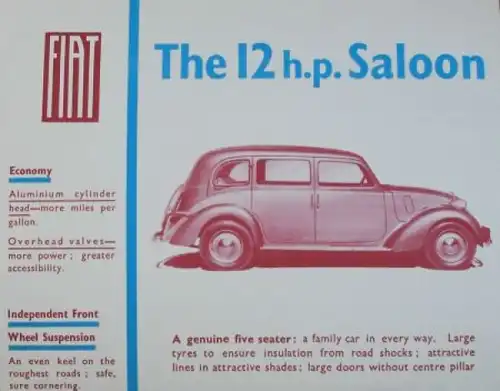 FIAT
The 12 h.p. Saloon
Economy
Aluminium cylinder
head—more miles per
gallon.
Overhead valves—
more power; greater
accessibility.
Independent Front
Wheel Suspension
An even keel on the
roughest roads; safe,
sure cornering.
A genuine five seater: a family car in every way. Large
tyres to ensure insulation from road shocks; attractive
lines in attractive shades; large doors without centre pillar